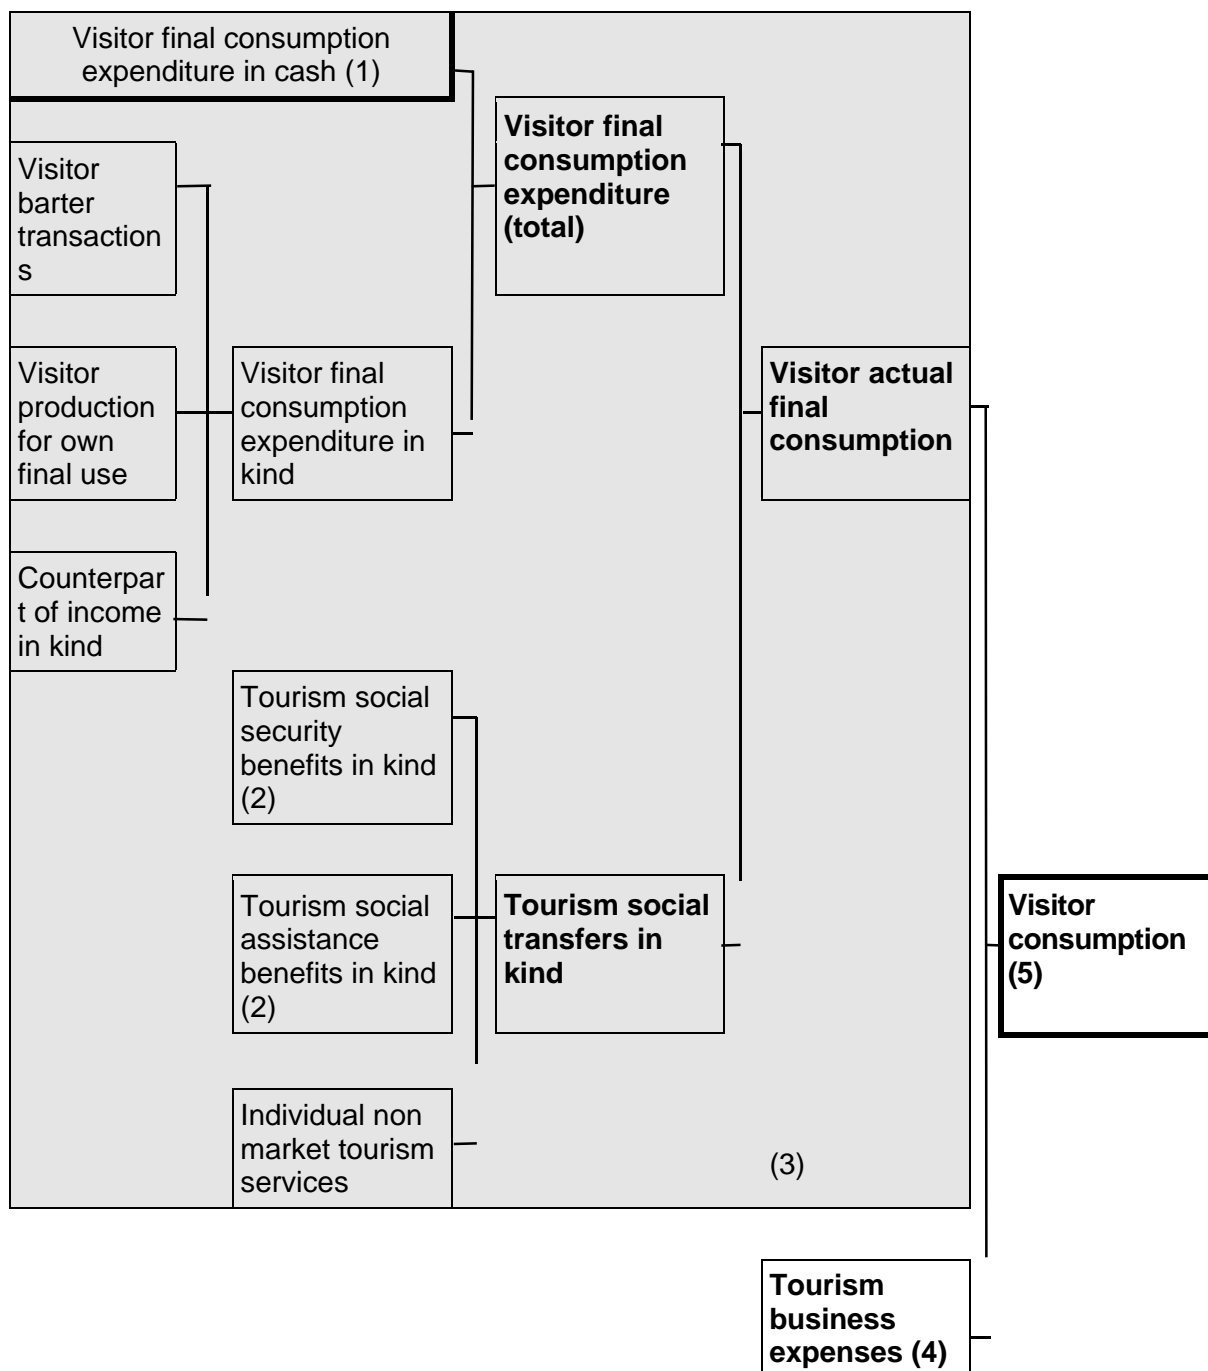 Visitor final consumption
expenditure in cash (1)
Visitor final
consumption
expenditure
(total)
Visitor
barter
transaction
s
Visitor
production
for own
final use
Visitor final
consumption
expenditure in
kind
Visitor actual
final
consumption
Counterpar
t of income
in kind
Tourism social
security
benefits in kind
(2)
Tourism social
assistance
benefits in kind
(2)
Tourism social
transfers in
kind
Visitor
consumption
(5)
Individual non
market tourism
services
(3)
Tourism
business
expenses (4)